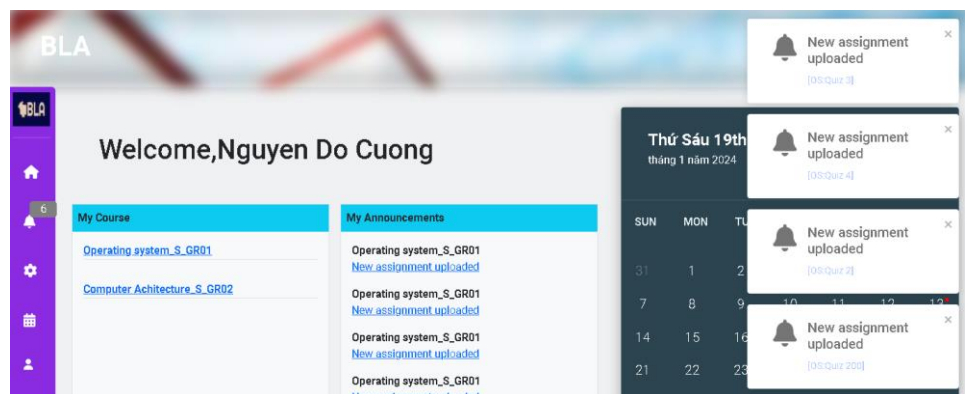 BLA
BLA
6
Welcome,Nguyen Do Cuong
My Course
Operating system_S_GR01
Computer Achitecture_S_GR02
My Announcements
Operating system_S_GR01
New assignment uploaded
Operating system_S_GR01
New assignment uploaded
Operating system_S_GR01
New assignment uploaded
Operating system_S_GR01
Thứ Sáu 19th
tháng 1 năm 2024
SUN MON TU
31 1 2
7 8 9 10 11 12 13
14 15 16
21 22 23
New assignment
uploaded
[OS:Quiz 3]
×
New assignment
uploaded
[OS:Quiz 4]
×
New assignment
uploaded
[OS:Quiz 2]
×
New assignment
uploaded
[OS:Quiz 200]
×